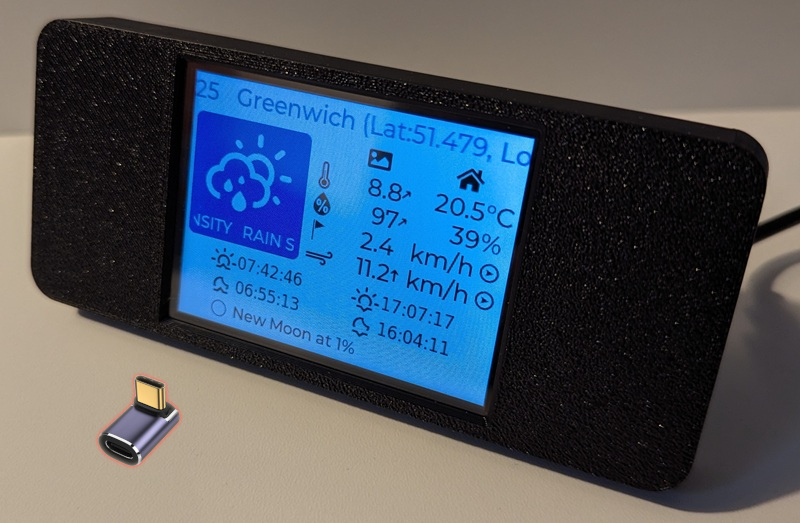 25 Greenwich (Lat:51.479, Lo
NSITY RAIN S
8.8
20.5°C
97
39%
2.4 km/h
11.2 km/h
07:42:46
17:07:17
06:55:13
16:04:11
New Moon at 1%